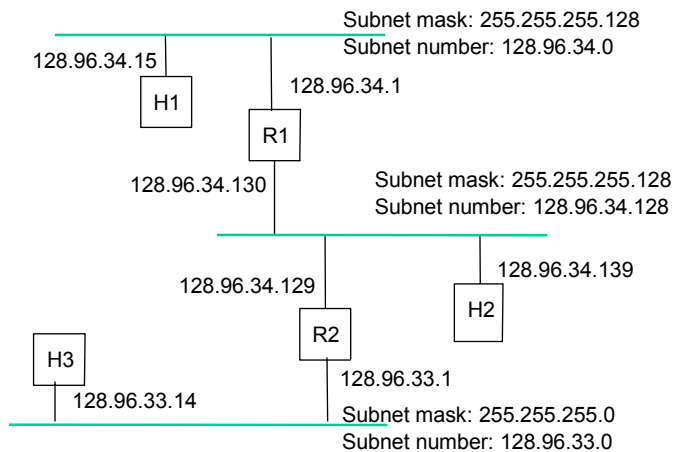 Subnet mask: 255.255.255.128
Subnet number: 128.96.34.0
128.96.34.15
128.96.34.1
H1
R1
128.96.34.130
Subnet mask: 255.255.255.128
Subnet number: 128.96.34.128
128.96.34.139
128.96.34.129
H2
R2
H3
128.96.33.1
128.96.33.14
Subnet mask: 255.255.255.0
Subnet number: 128.96.33.0